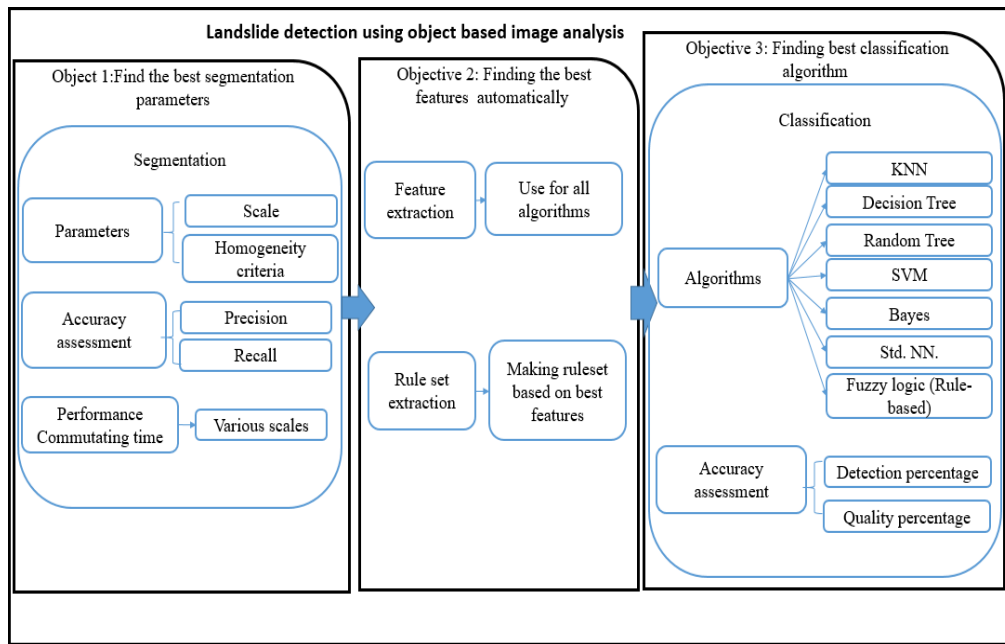 Landslide detection using object based image analysis
Object 1:Find the best segmentation
parameters
Segmentation
Parameters
Scale
Homogeneity
criteria
Accuracy
assessment
Precision
Recall
Performance
Commutating time
Various scales
Objective 2: Finding the best
features automatically
Feature
extraction
Use for all
algorithms
Rule set
extraction
Making ruleset
based on best
features
Objective 3: Finding best classification
algorithm
Classification
Algorithms
KNN
Decision Tree
Random Tree
SVM
Bayes
Std. NN.
Fuzzy logic (Rule-
based)
Accuracy
assessment
Detection percentage
Quality percentage